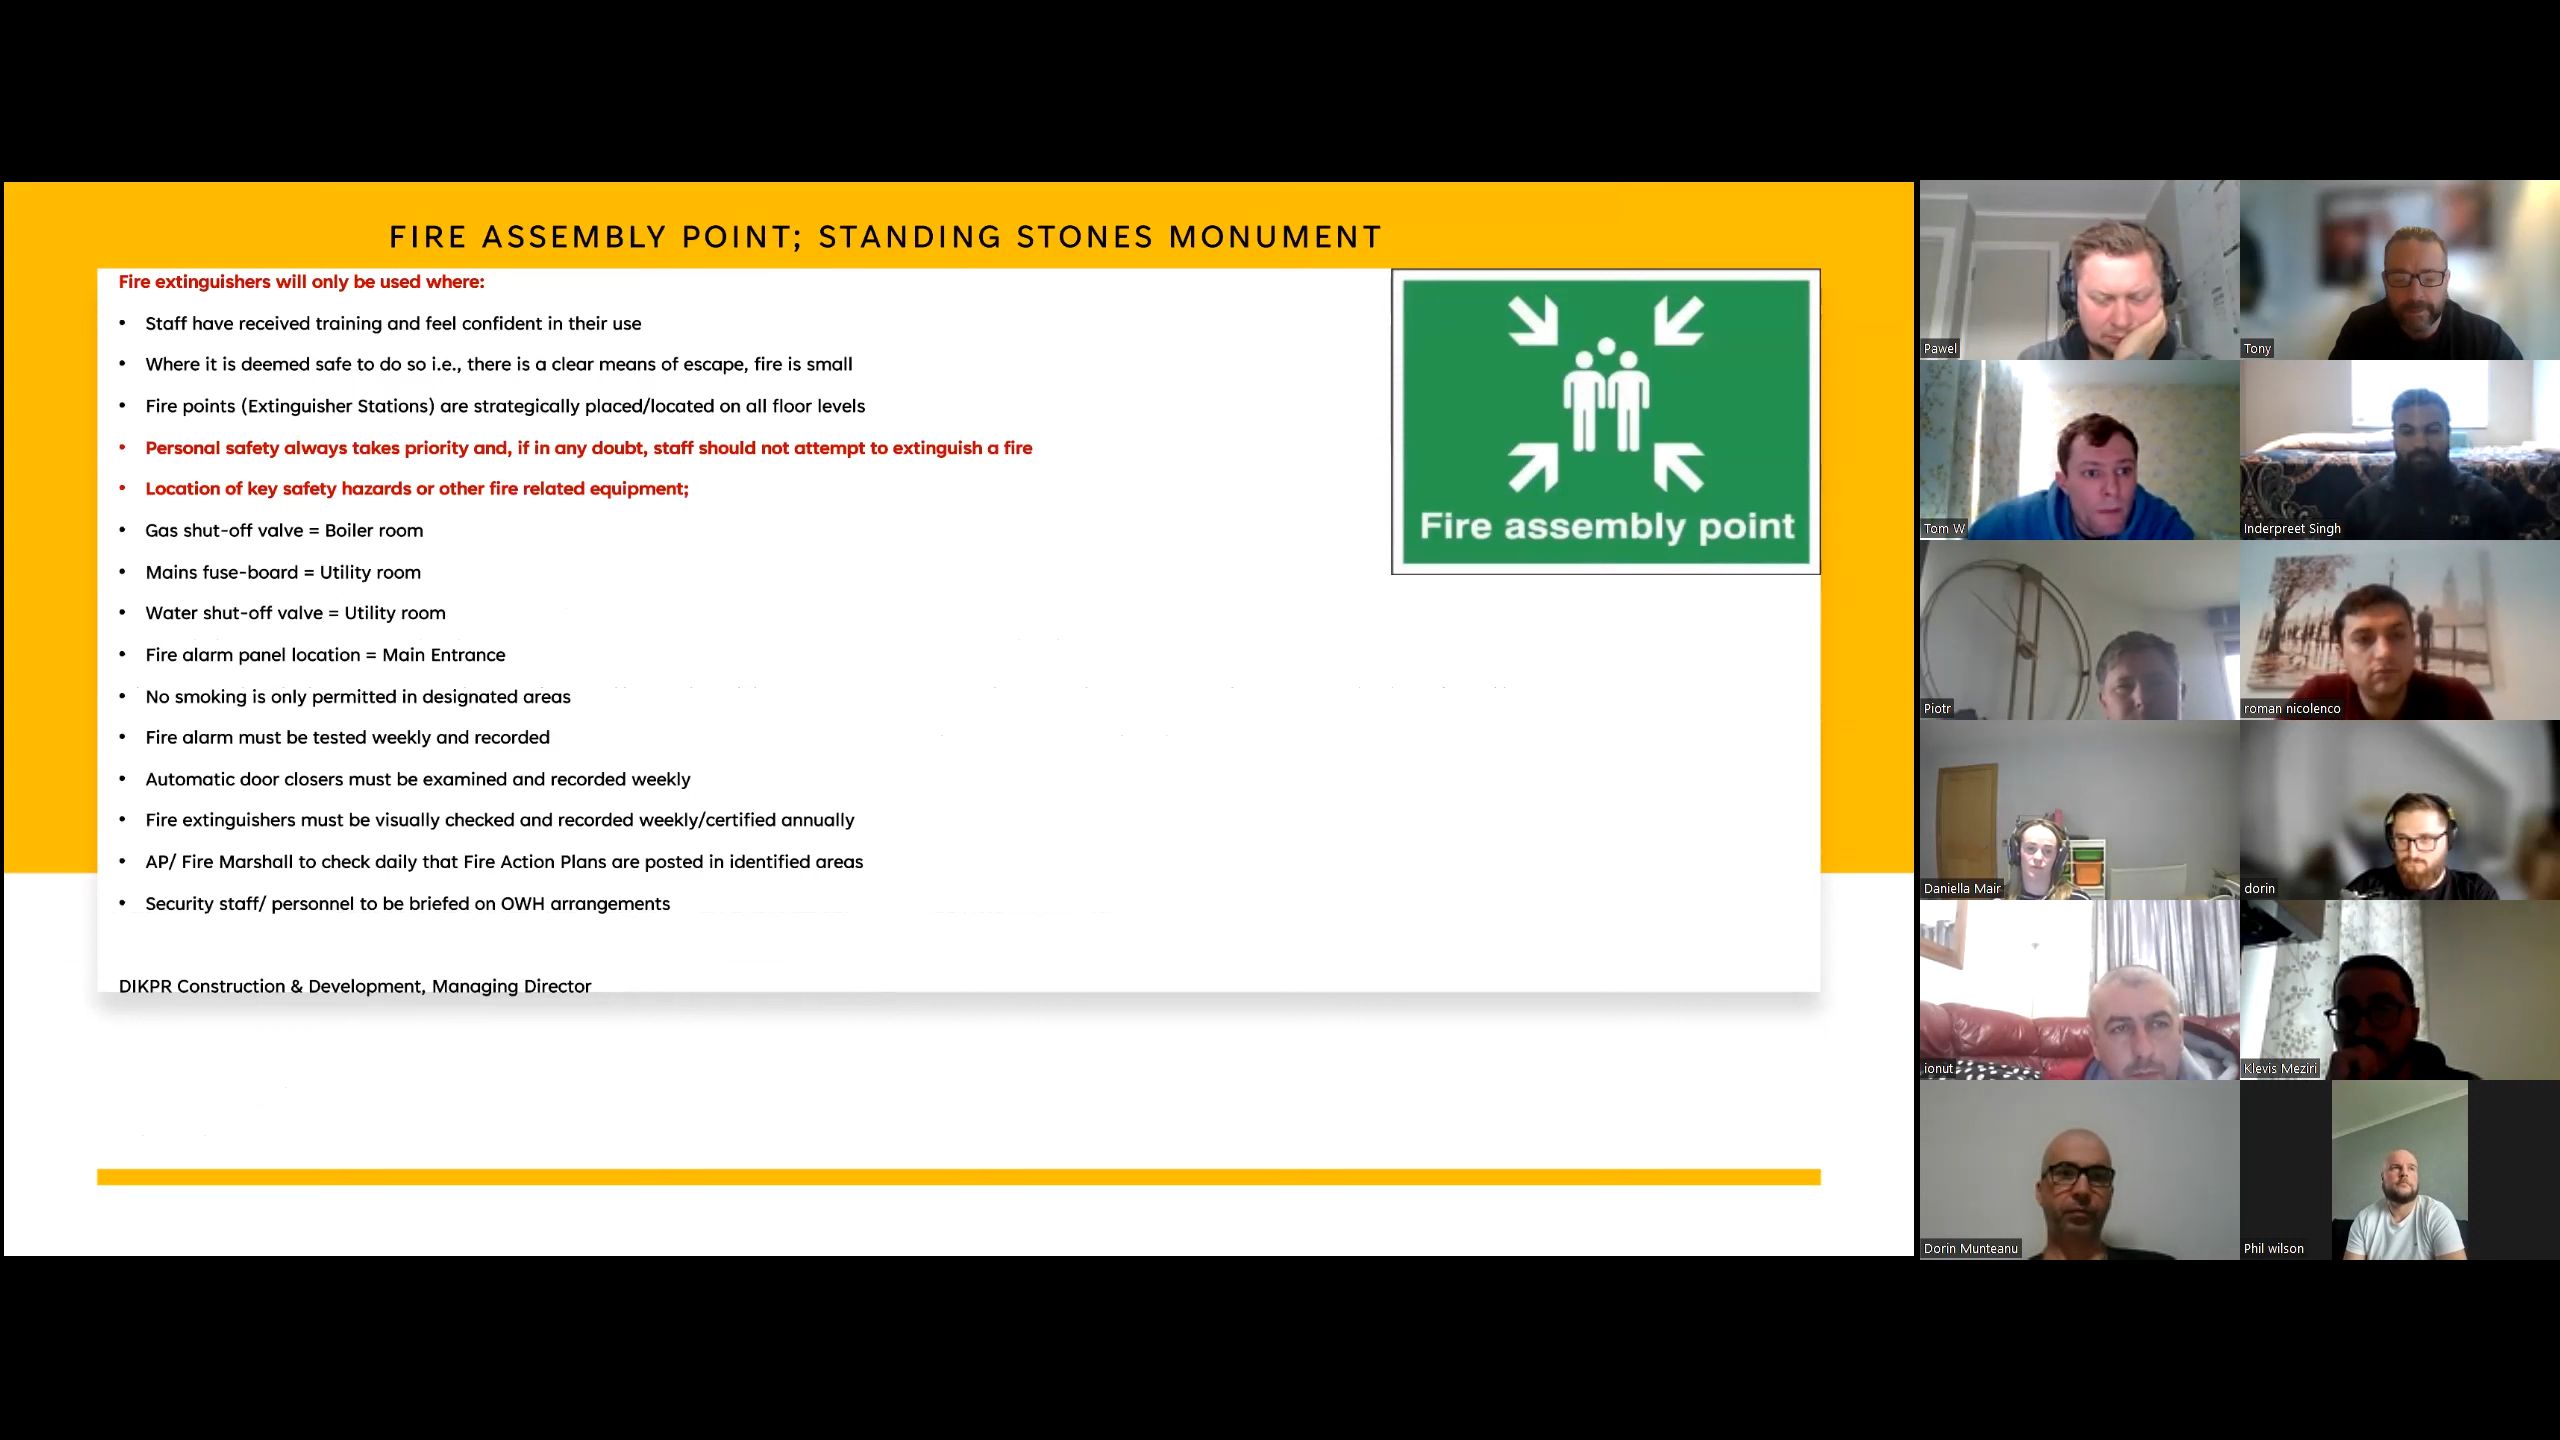 FIRE ASSEMBLY POINT; STANDING STONES MONUMENT
Fire extinguishers will only be used where:
• Staff have received training and feel confident in their use
• Where it is deemed safe to do so i.e., there is a clear means of escape, fire is small
• Fire points (Extinguisher Stations) are strategically placed/located on all floor levels
• Personal safety always takes priority and, if in any doubt, staff should not attempt to extinguish a fire
• Location of key safety hazards or other fire related equipment;
• Gas shut-off valve = Boiler room
• Mains fuse-board = Utility room
• Water shut-off valve = Utility room
• Fire alarm panel location = Main Entrance
• No smoking is only permitted in designated areas
• Fire alarm must be tested weekly and recorded
• Automatic door closers must be examined and recorded weekly
• Fire extinguishers must be visually checked and recorded weekly/certified annually
• AP/ Fire Marshall to check daily that Fire Action Plans are posted in identified areas
• Security staff/ personnel to be briefed on OWH arrangements
DIKPR Construction & Development, Managing Director
Fire assembly point
Pawel
Tony
Tom W
Inderpreet Singh
Piotr
roman nicolenco
Daniella Mair
dorin
ionut
Klevis Meziri
Dorin Munteanu
Phil wilson